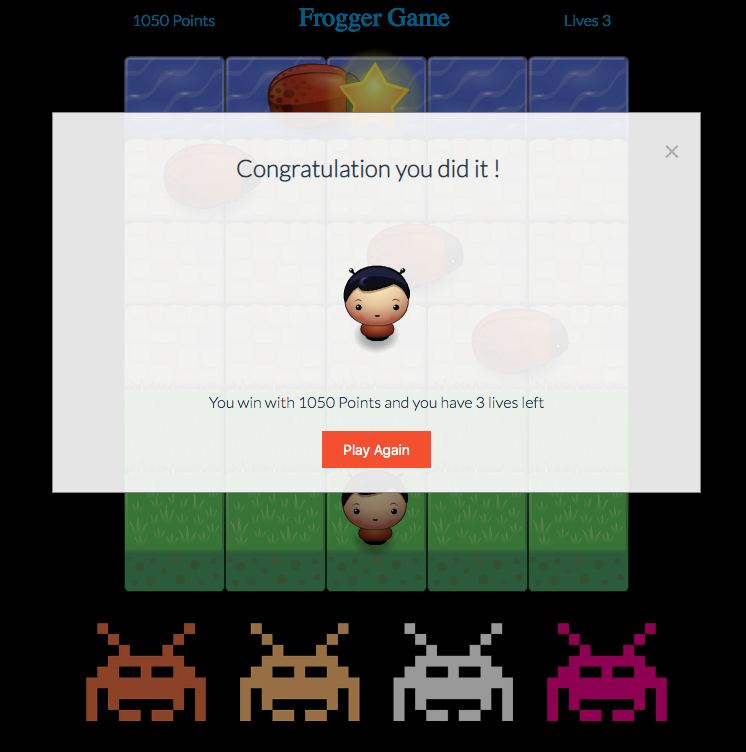 1050 Points
Frogger Game
Lives 3
Congratulation you did it !
You win with 1050 Points and you have 3 lives left
Play Again